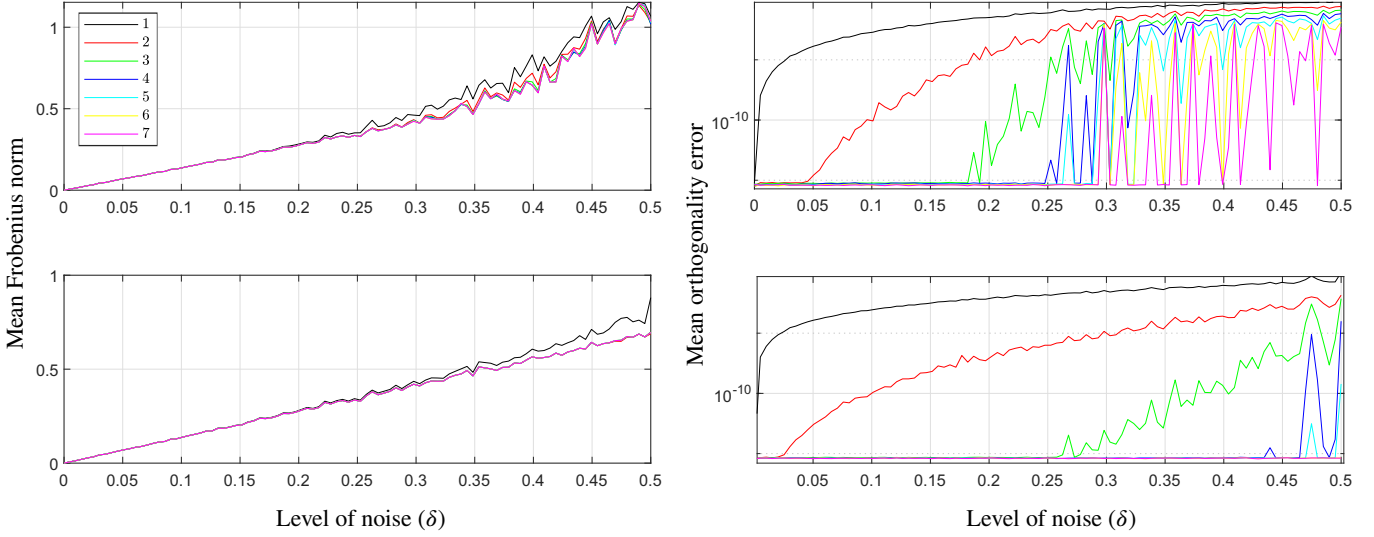 Mean Frobenius norm
1
0.5
0
1
2
3
4
5
6
7
0 0.05 0.1 0.15 0.2 0.25 0.3 0.35 0.4 0.45 0.5
1
0.5
0
0 0.05 0.1 0.15 0.2 0.25 0.3 0.35 0.4 0.45 0.5
Level of noise (δ)
Mean orthogonality error
10⁻¹⁰
0 0.05 0.1 0.15 0.2 0.25 0.3 0.35 0.4 0.45 0.5
10⁻¹⁰
0.05 0.1 0.15 0.2 0.25 0.3 0.35 0.4 0.45 0.5
Level of noise (δ)